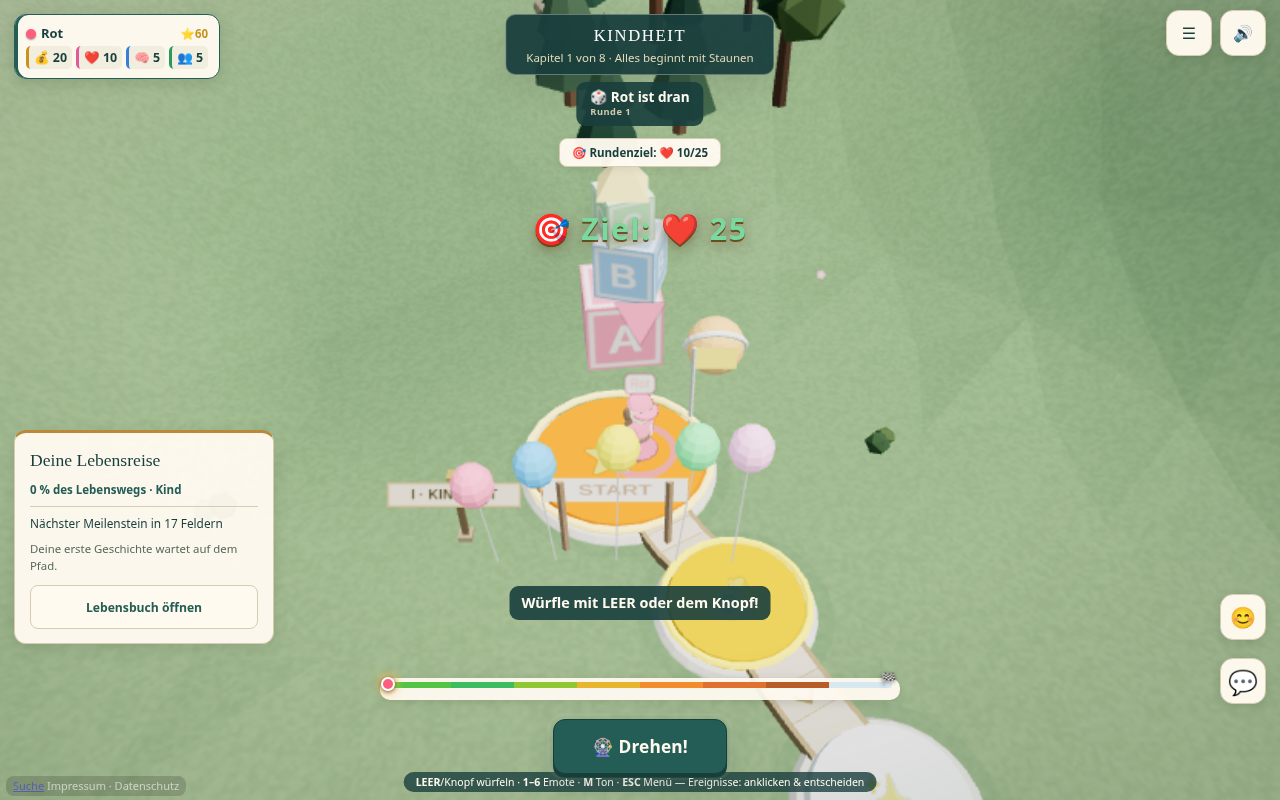 Rot
⭐60
💰 20 ❤️ 10 🧠 5 👥 5
KINDHEIT
Kapitel 1 von 8 · Alles beginnt mit Staunen
🎲 Rot ist dran
Runde 1
🎯 Rundenziel: ❤️ 10/25
🎯 Ziel: ❤️ 25
B
A
Rot
START
Deine Lebensreise
0 % des Lebenswegs · Kind
Nächster Meilenstein in 17 Feldern
Deine erste Geschichte wartet auf dem
Pfad.
Lebensbuch öffnen
Würfle mit LEER oder dem Knopf!
🎡 Drehen!
LEER/Knopf würfeln · 1–6 Emote · M Ton · ESC Menü — Ereignisse: anklicken & entscheiden
Suche Impressum · Datenschutz